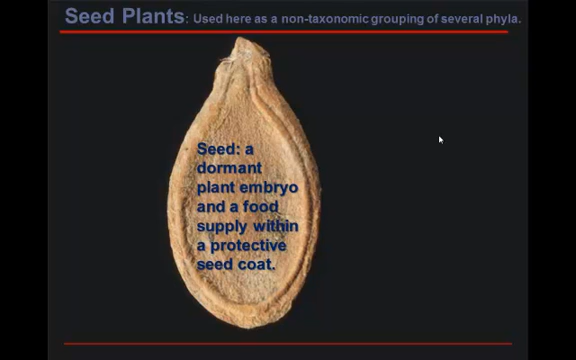 Seed Plants: Used here as a non-taxonomic grouping of several phyla.
Seed: a
dormant
plant embryo
and a food
supply within
a protective
seed coat.